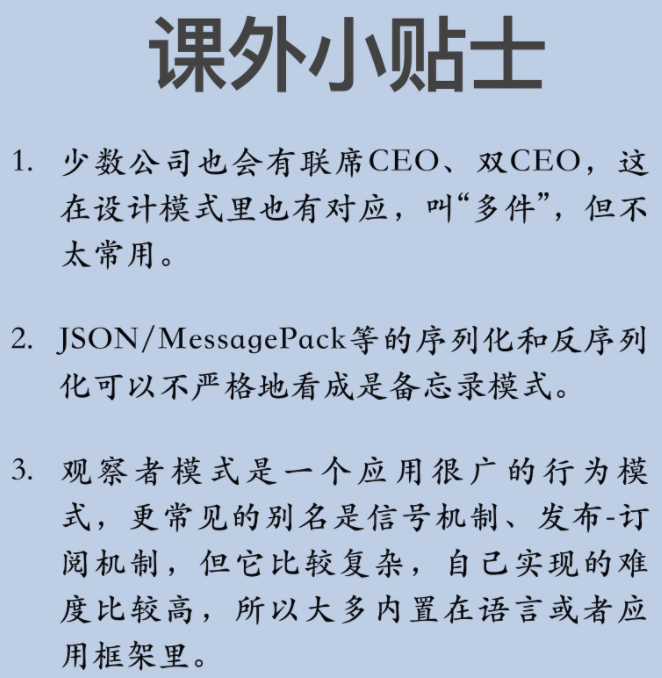 课外小贴士
1. 少数公司也会有联席CEO、双CEO，这
在设计模式里也有对应，叫“多件”，但不
太常用。
2. JSON/MessagePack等的序列化和反序列
化可以不严格地看成是备忘录模式。
3. 观察者模式是一个应用很广的行为模
式，更常见的别名是信号机制、发布-订
阅机制，但它比较复杂，自己实现的难
度比较高，所以大多内置在语言或者应
用框架里。